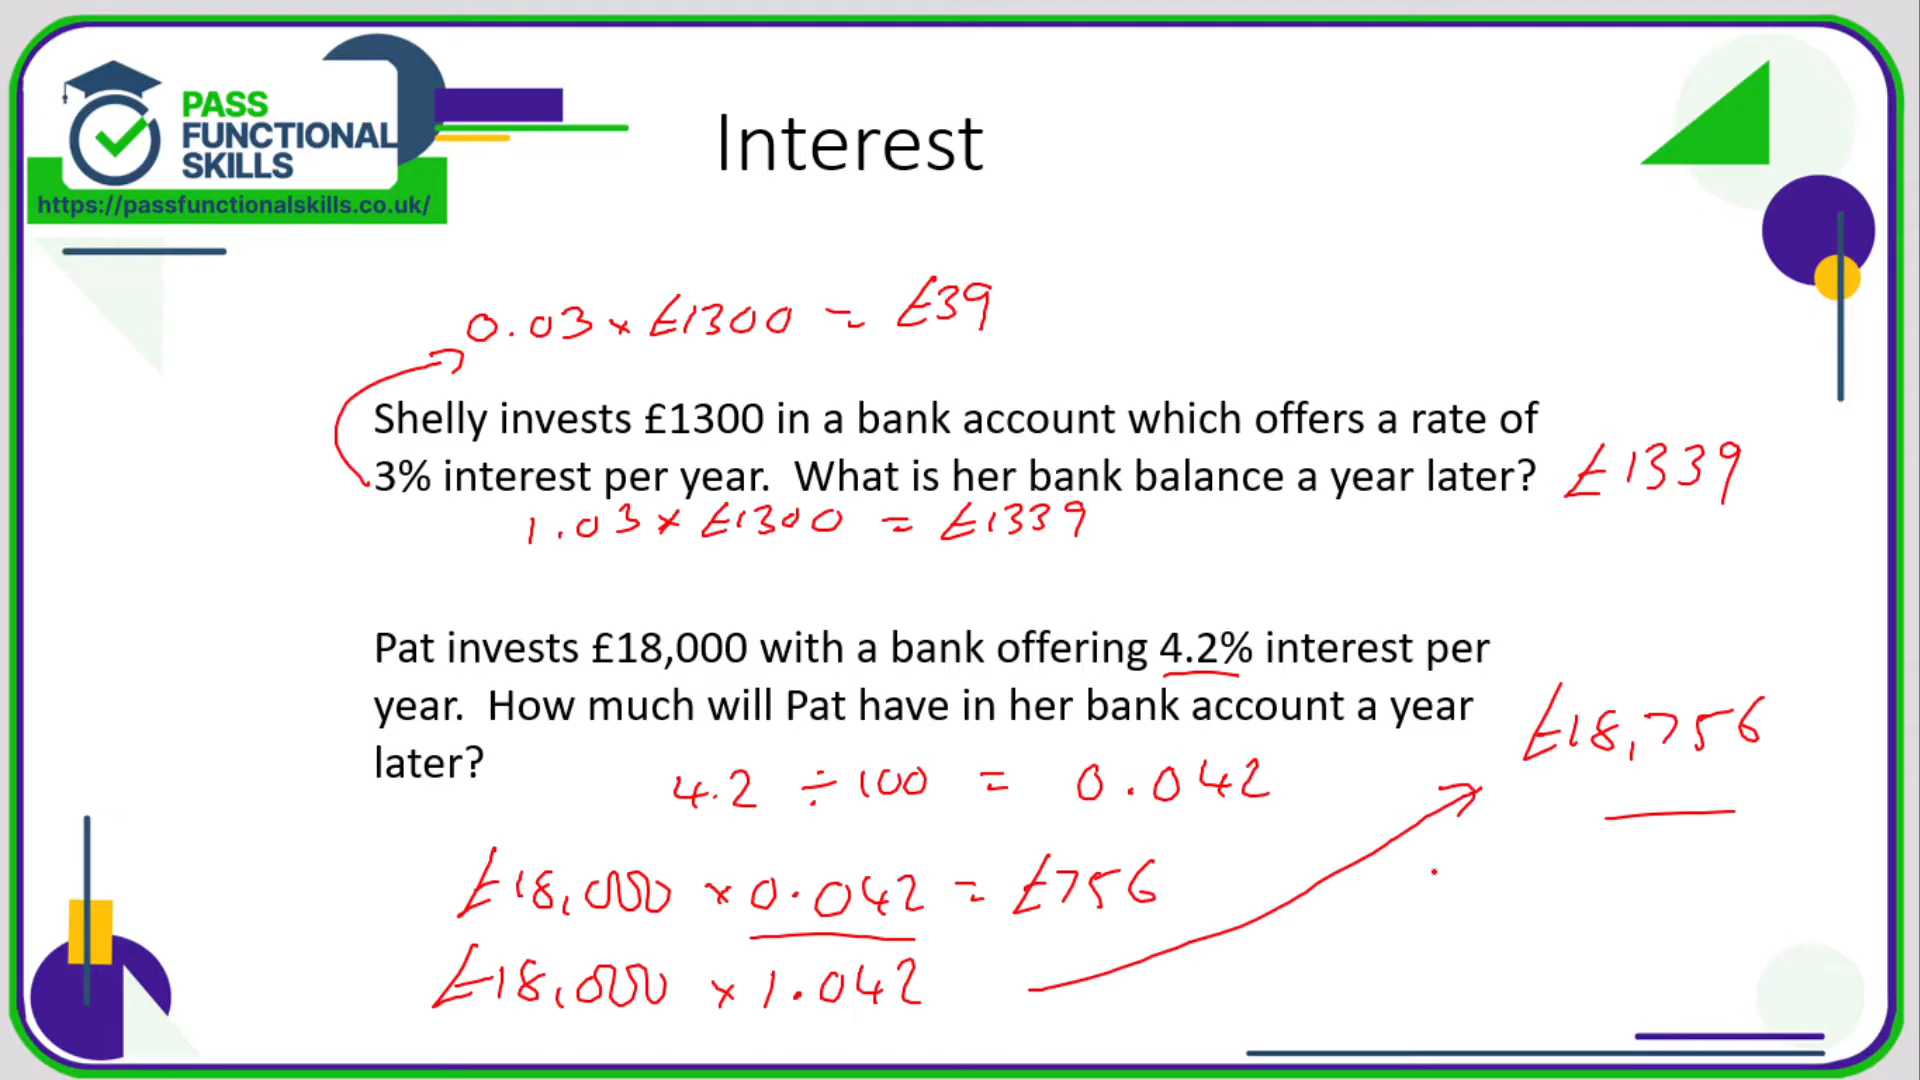 PASS
FUNCTIONAL
SKILLS
https://passfunctionalskills.co.uk/
Interest
0.03 × £1300 = £39
Shelly invests £1300 in a bank account which offers a rate of
3% interest per year. What is her bank balance a year later?
£1339
1.03 × £1300 = £1339
Pat invests £18,000 with a bank offering 4.2% interest per
year. How much will Pat have in her bank account a year
later?
£18,756
4.2 ÷ 100 = 0.042
£18,000 × 0.042 = £756
£18,000 × 1.042